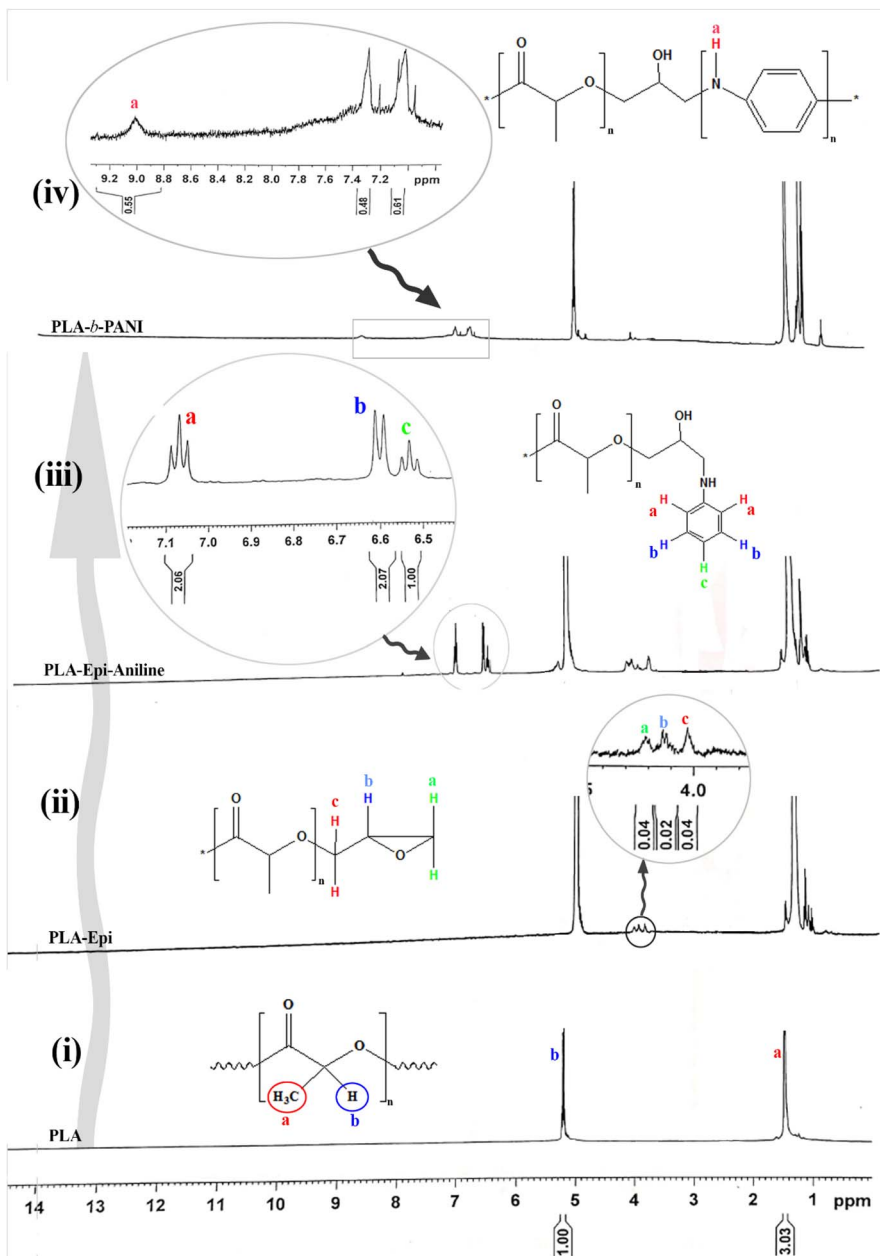 O
OH
a
H
N
O
*
n
n
*
a
9.2 9.0 8.8 8.6 8.4 8.2 8.0 7.8 7.6 7.4 7.2 ppm
0.55
0.48
0.61
(iv)
PLA-b-PANI
a
b
c
7.1 7.0 6.9 6.8 6.7 6.6 6.5
2.06
2.07
1.00
(iii)
O
OH
O
*
n
NH
a H H a
b H H b
H
c
PLA-Epi-Aniline
a b c
4.0
0.04
0.02
0.04
(ii)
O
c
H
b
H
a
H
O
*
n
O
H
H
PLA-Epi
(i)
O
O
H3C
H
n
a
b
b
a
PLA
14 13 12 11 10 9 8 7 6 5 4 3 2 1 ppm
1.00
3.03